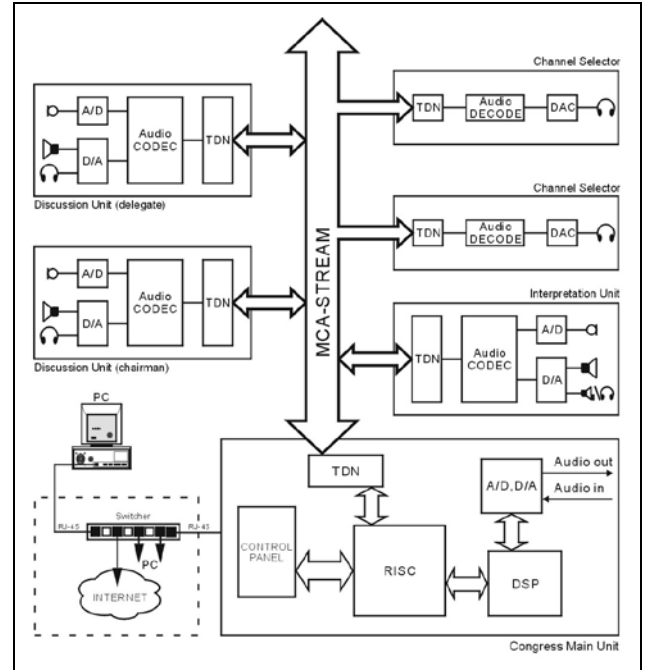 Channel Selector
TDN
Audio
DECODE
DAC
A/D
D/A
Audio
CODEC
TDN
Discussion Unit (delegate)
Channel Selector
TDN
Audio
DECODE
DAC
MCA-STREAM
A/D
D/A
Audio
CODEC
TDN
Discussion Unit (chairman)
Interpretation Unit
TDN
Audio
CODEC
A/D
D/A
PC
Switcher
RJ-45
RJ-45
PC
INTERNET
TDN
CONTROL
PANEL
RISC
A/D,D/A
Audio out
Audio in
DSP
Congress Main Unit